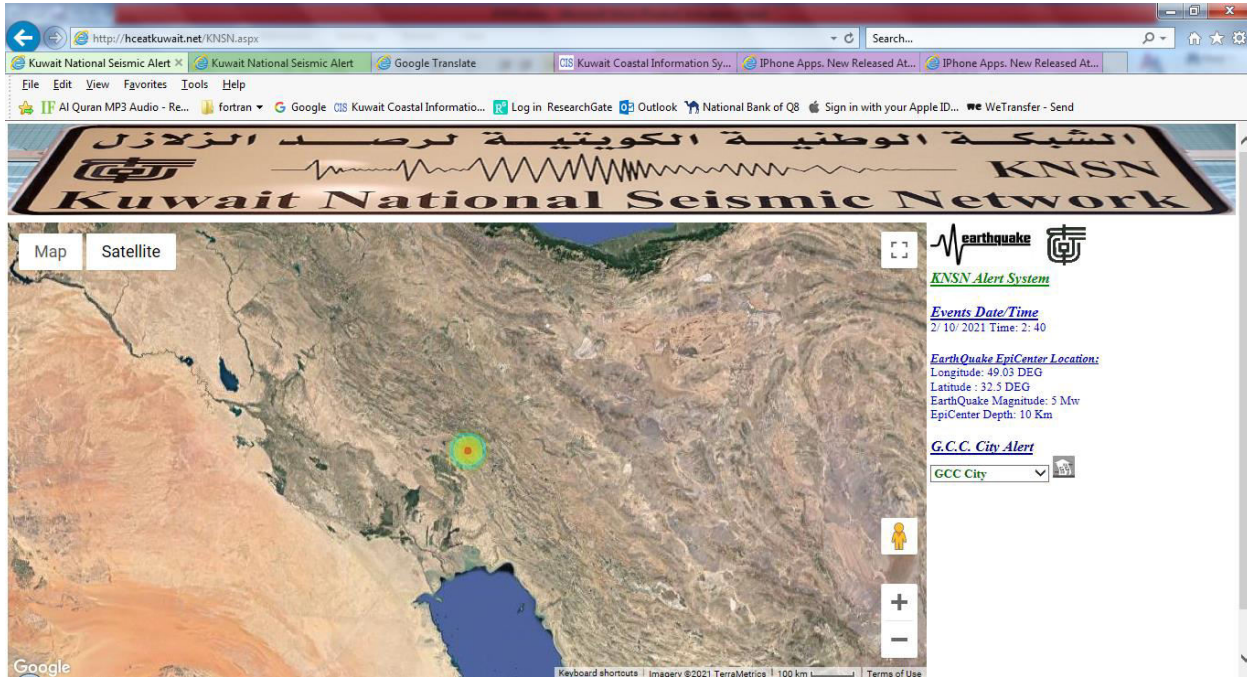 http://hceatkuwait.net/KNSN.aspx
Search...
Kuwait National Seismic Alert
Kuwait National Seismic Alert
Google Translate
CIS Kuwait Coastal Information Sy...
IPhone Apps. New Released At...
IPhone Apps. New Released At...
File Edit View Favorites Tools Help
IF Al Quran MP3 Audio - Re...
fortran
G Google
CIS Kuwait Coastal Informatio...
Log in ResearchGate
Outlook
National Bank of Q8
Sign in with your Apple ID...
we WeTransfer - Send
الشبكة الوطنية الكويتية لرصد الزلازل
KNSN
Kuwait National Seismic Network
Map
Satellite
earthquake
KNSN Alert System
Events Date/Time
2/ 10/ 2021 Time: 2: 40
EarthQuake EpiCenter Location:
Longitude: 49.03 DEG
Latitude : 32.5 DEG
EarthQuake Magnitude: 5 Mw
EpiCenter Depth: 10 Km
G.C.C. City Alert
GCC City
Google
Keyboard shortcuts
Imagery ©2021 TerraMetrics
100 km
Terms of Use